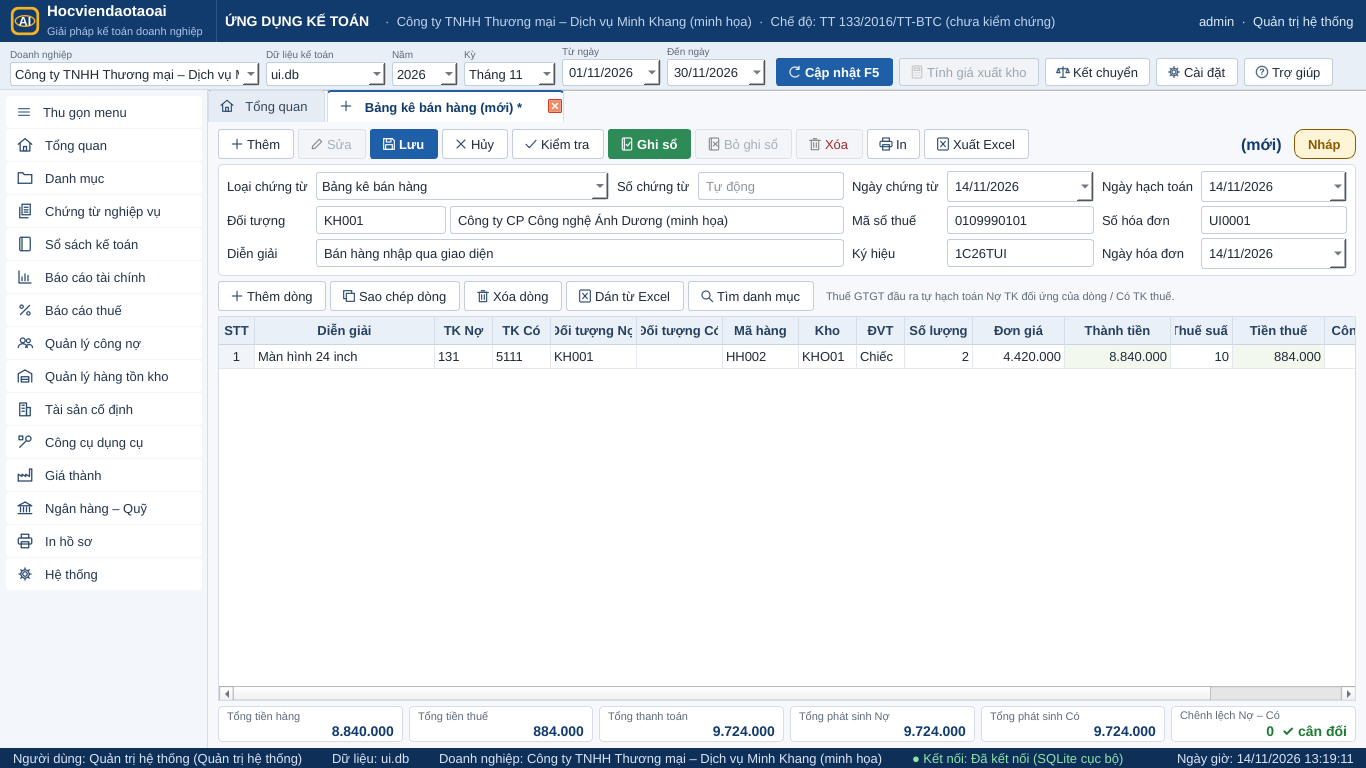 AI Hocviendaotaoai
Giải pháp kế toán doanh nghiệp
ỨNG DỤNG KẾ TOÁN · Công ty TNHH Thương mại – Dịch vụ Minh Khang (minh họa) · Chế độ: TT 133/2016/TT-BTC (chưa kiểm chứng)
admin · Quản trị hệ thống
Doanh nghiệp Dữ liệu kế toán Năm Kỳ Từ ngày Đến ngày
Công ty TNHH Thương mại – Dịch vụ ui.db 2026 Tháng 11 01/11/2026 30/11/2026 Cập nhật F5 Tính giá xuất kho Kết chuyển Cài đặt Trợ giúp
Thu gọn menu
Tổng quan
Danh mục
Chứng từ nghiệp vụ
Sổ sách kế toán
Báo cáo tài chính
Báo cáo thuế
Quản lý công nợ
Quản lý hàng tồn kho
Tài sản cố định
Công cụ dụng cụ
Giá thành
Ngân hàng – Quỹ
In hồ sơ
Hệ thống
Tổng quan Bảng kê bán hàng (mới) *
Thêm Sửa Lưu Hủy Kiểm tra Ghi sổ Bỏ ghi sổ Xóa In Xuất Excel (mới) Nháp
Loại chứng từ Bảng kê bán hàng Số chứng từ Tự động Ngày chứng từ 14/11/2026 Ngày hạch toán 14/11/2026
Đối tượng KH001 Công ty CP Công nghệ Ánh Dương (minh họa) Mã số thuế 0109990101 Số hóa đơn UI0001
Diễn giải Bán hàng nhập qua giao diện Ký hiệu 1C26TUI Ngày hóa đơn 14/11/2026
Thêm dòng Sao chép dòng Xóa dòng Dán từ Excel Tìm danh mục Thuế GTGT đầu ra tự hạch toán Nợ TK đối ứng của dòng / Có TK thuế.
STT Diễn giải TK Nợ TK Có Đối tượng Nợ Đối tượng Có Mã hàng Kho ĐVT Số lượng Đơn giá Thành tiền Thuế suấ Tiền thuế Côn
1 Màn hình 24 inch 131 5111 KH001 HH002 KHO01 Chiếc 2 4.420.000 8.840.000 10 884.000
Tổng tiền hàng Tổng tiền thuế Tổng thanh toán Tổng phát sinh Nợ Tổng phát sinh Có Chênh lệch Nợ – Có
8.840.000 884.000 9.724.000 9.724.000 9.724.000 0 ✓ cân đối
Người dùng: Quản trị hệ thống (Quản trị hệ thống) Dữ liệu: ui.db Doanh nghiệp: Công ty TNHH Thương mại – Dịch vụ Minh Khang (minh họa) ● Kết nối: Đã kết nối (SQLite cục bộ) Ngày giờ: 14/11/2026 13:19:11